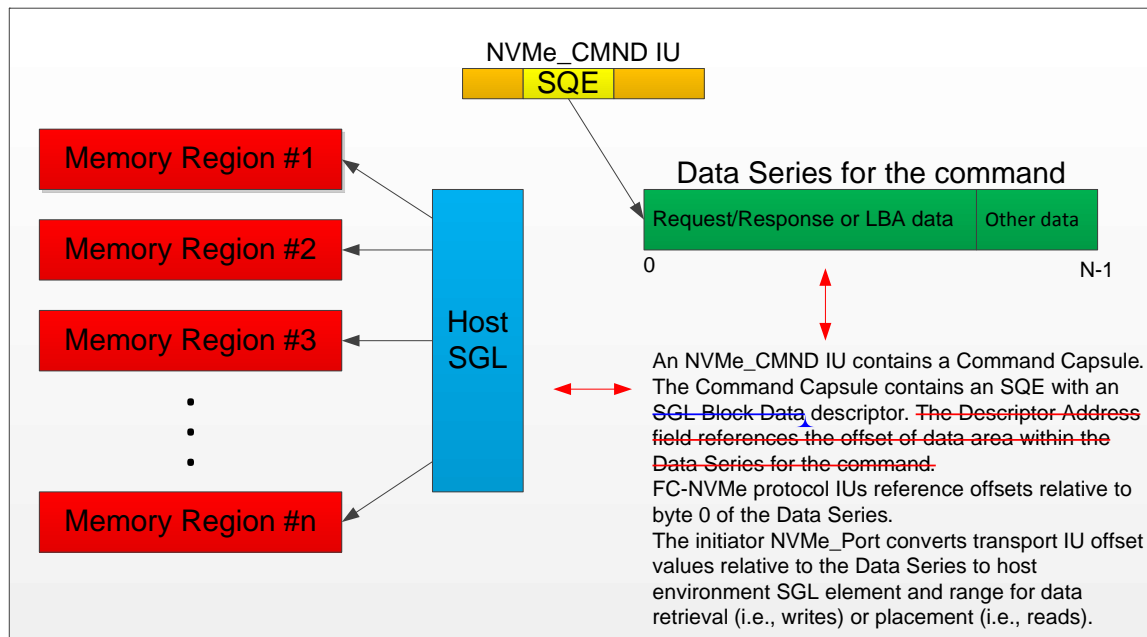 NVMe_CMND IU
SQE
Memory Region #1
Memory Region #2
Memory Region #3
Memory Region #n
Host
SGL
Data Series for the command
Request/Response or LBA data
Other data
0
N-1
An NVMe_CMND IU contains a Command Capsule.
The Command Capsule contains an SQE with an
SGL Block Data descriptor. The Descriptor Address
field references the offset of data area within the
Data Series for the command.
FC-NVMe protocol IUs reference offsets relative to
byte 0 of the Data Series.
The initiator NVMe_Port converts transport IU offset
values relative to the Data Series to host
environment SGL element and range for data
retrieval (i.e., writes) or placement (i.e., reads).